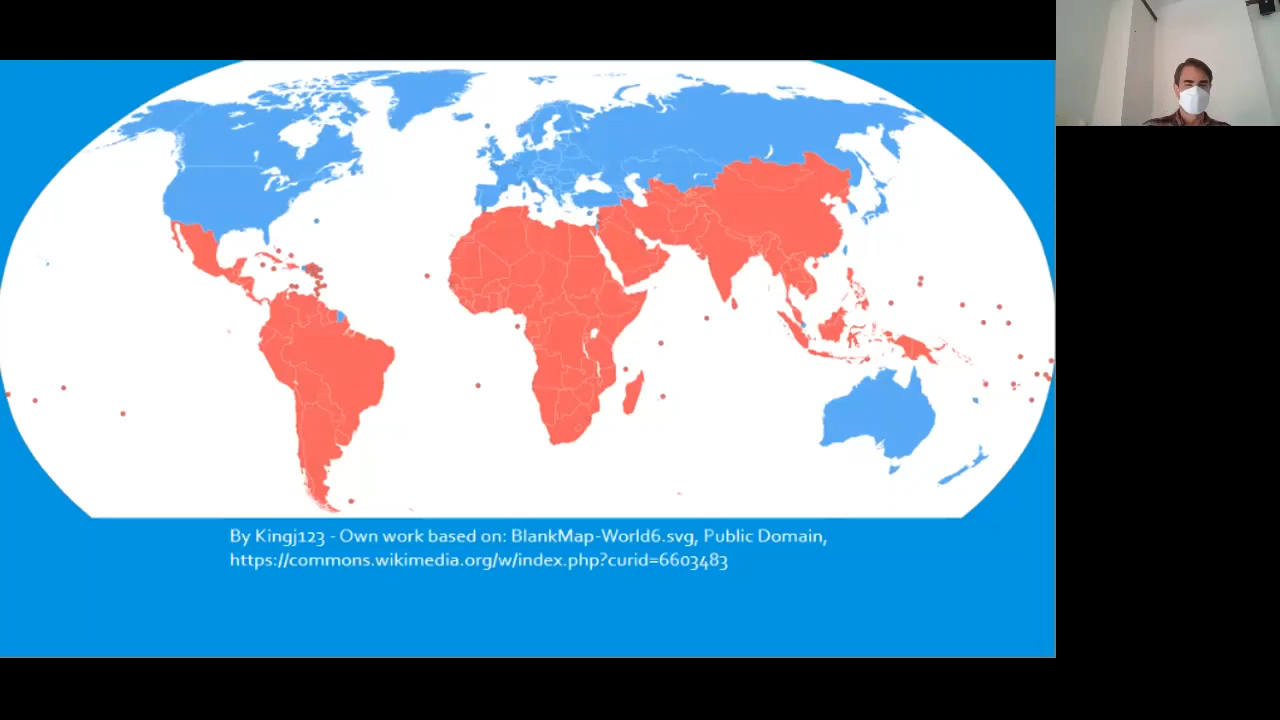 By Kingj123 - Own work based on: BlankMap-World6.svg, Public Domain,
https://commons.wikimedia.org/w/index.php?curid=6603483